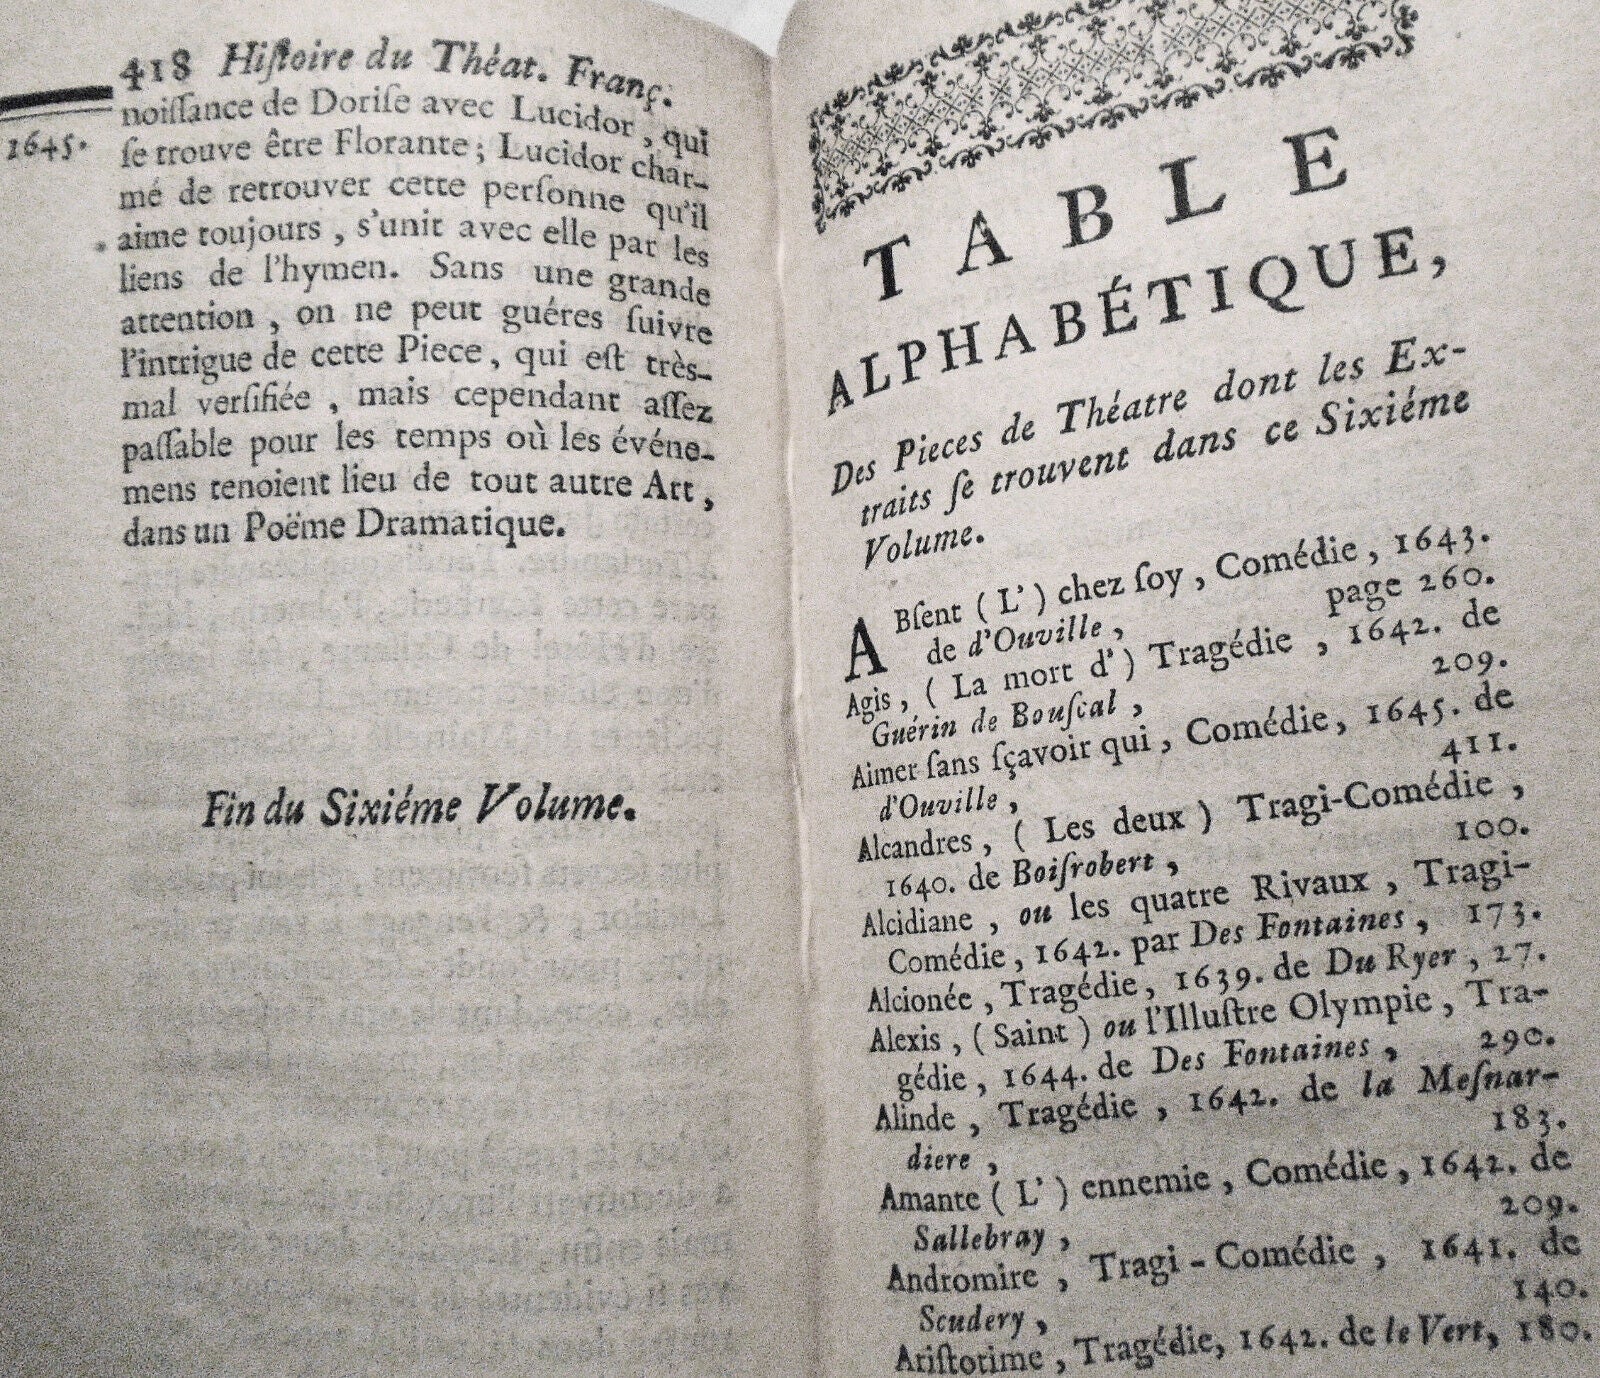 418 Hiſtoire du Théat. Franç.
noiſſance de Doriſe avec Lucidor, qui
1645. ſe trouve être Florante; Lucidor char-
mé de retrouver cette perſonne qu'il
aime toujours, s'unit avec elle par les
liens de l'hymen. Sans une grande
attention, on ne peut guéres ſuivre
l'intrigue de cette Piece, qui eſt très-
mal verſifiée, mais cependant aſſez
paſſable pour les temps où les événe-
mens tenoient lieu de tout autre Art,
dans un Poëme Dramatique.
Fin du Sixiéme Volume.
TABLE
ALPHABÉTIQUE,
Des Pieces de Théatre dont les Ex-
traits ſe trouvent dans ce Sixiéme
Volume.
ABſent (L') chez ſoy, Comédie, 1643.
de d'Ouville, page 260.
Agis, (La mort d') Tragédie, 1642. de
Guérin de Bouſcal, 209.
Aimer ſans ſçavoir qui, Comédie, 1645. de
d'Ouville, 411.
Alcandres, (Les deux) Tragi-Comédie,
1640. de Boiſrobert, 100.
Alcidiane, ou les quatre Rivaux, Tragi-
Comédie, 1642. par Des Fontaines, 173.
Alcionée, Tragédie, 1639. de Du Ryer, 27.
Alexis, (Saint) ou l'Illuſtre Olympie, Tra-
gédie, 1644. de Des Fontaines, 290.
Alinde, Tragédie, 1642. de la Meſnar-
diere, 183.
Amante (L') ennemie, Comédie, 1642. de
Sallebray, 209.
Andromire, Tragi-Comédie, 1641. de
Scudery, 140.
Ariſtotime, Tragédie, 1642. de le Vert, 180.